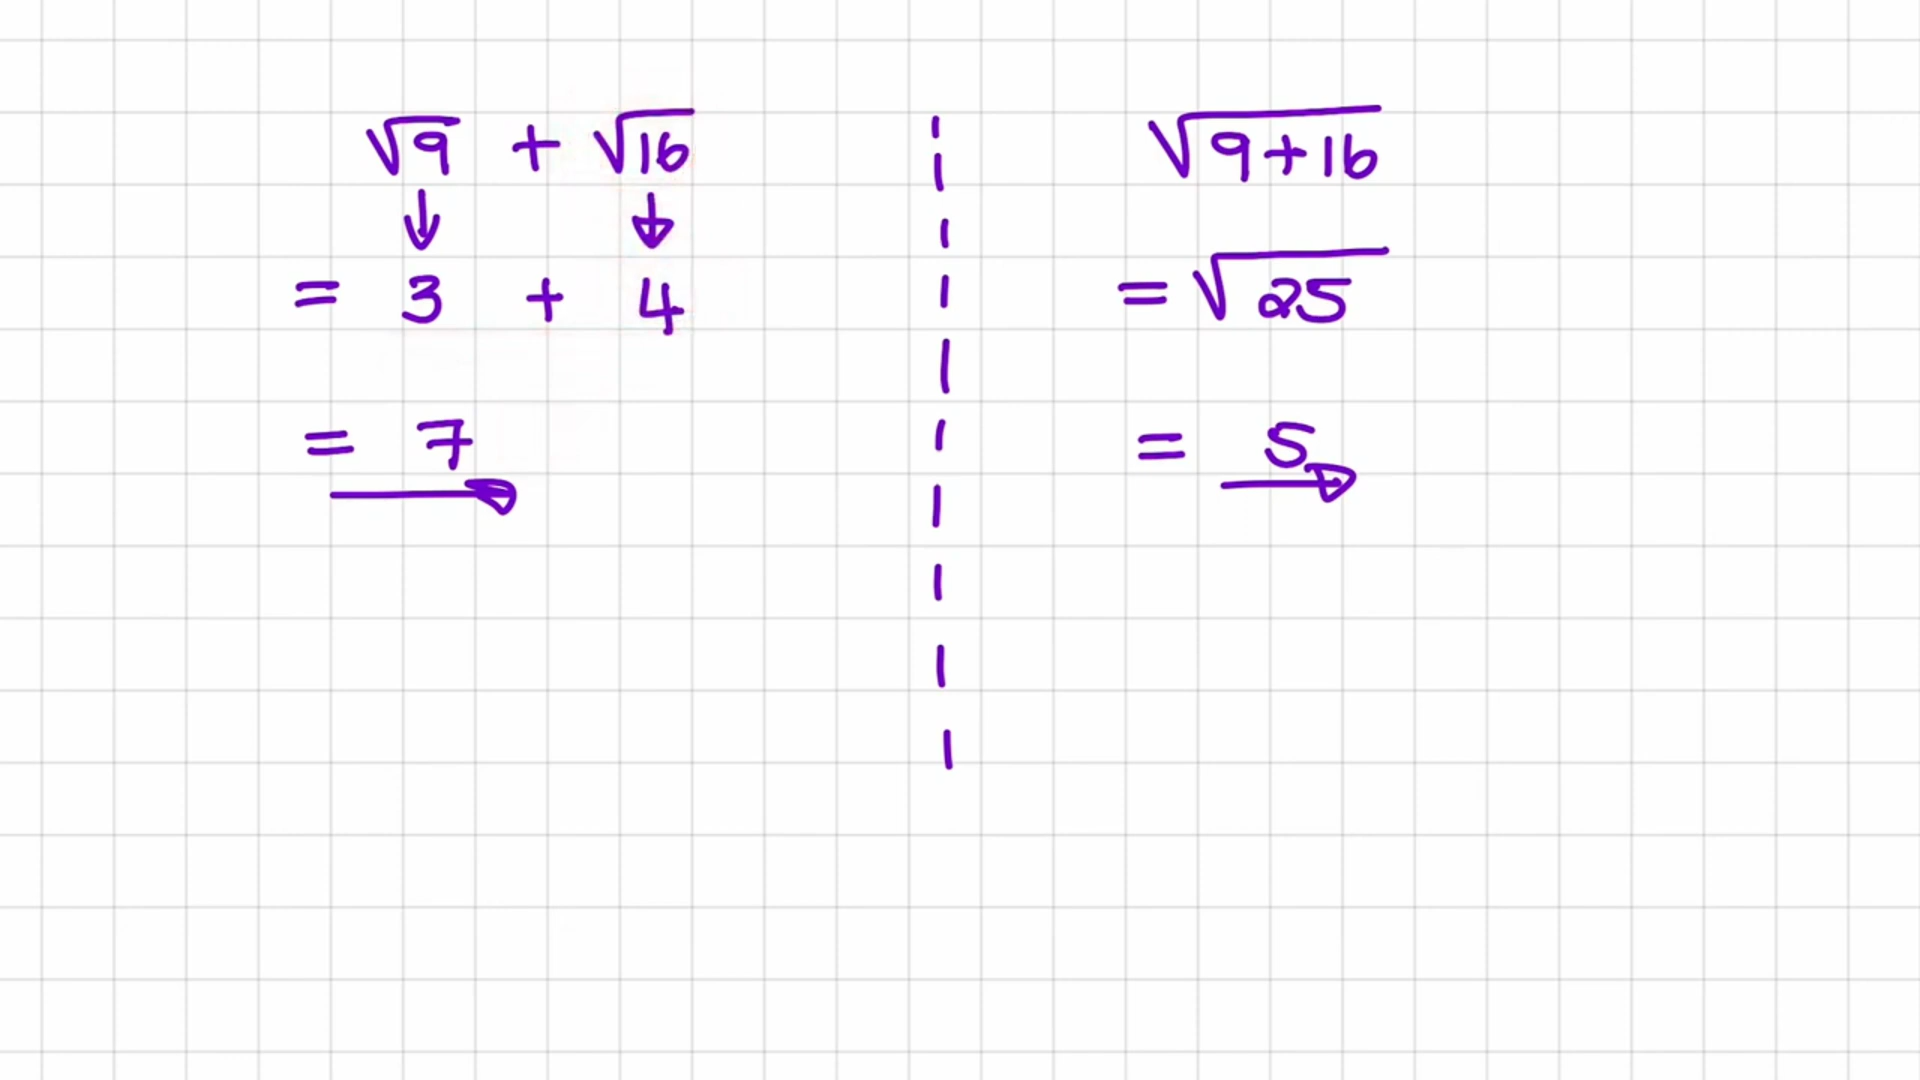 √9 + √16
= 3 + 4
= 7
√9+16
= √25
= 5